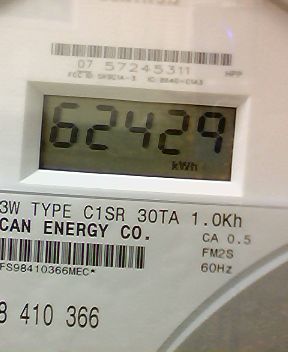 07 57245311 HPP
62429
kWh
3W TYPE C1SR 30TA 1.0Kh
CAN ENERGY CO.
CA 0.5
FM2S
FS98410366MEC*
60Hz
8 410 366